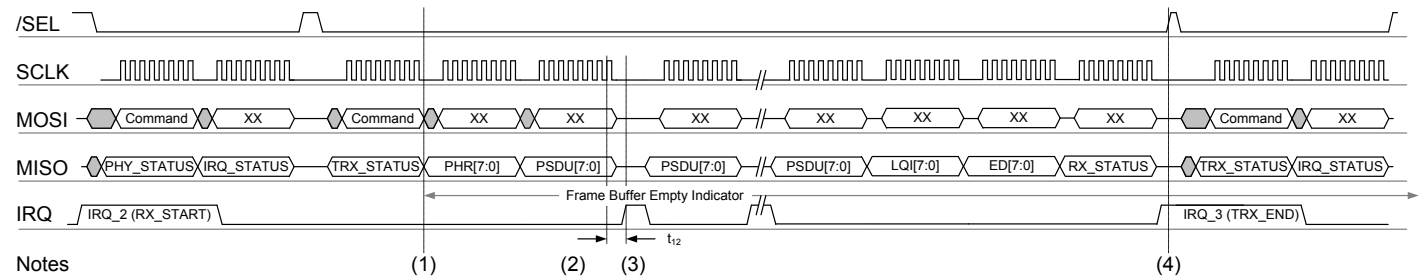 /SEL
SCLK
MOSI Command XX Command XX XX XX XX XX XX XX Command XX
MISO PHY_STATUS IRQ_STATUS TRX_STATUS PHR[7:0] PSDU[7:0] PSDU[7:0] PSDU[7:0] LQI[7:0] ED[7:0] RX_STATUS TRX_STATUS IRQ_STATUS
Frame Buffer Empty Indicator
IRQ IRQ_2 (RX_START) IRQ_3 (TRX_END)
t12
Notes (1) (2) (3) (4)